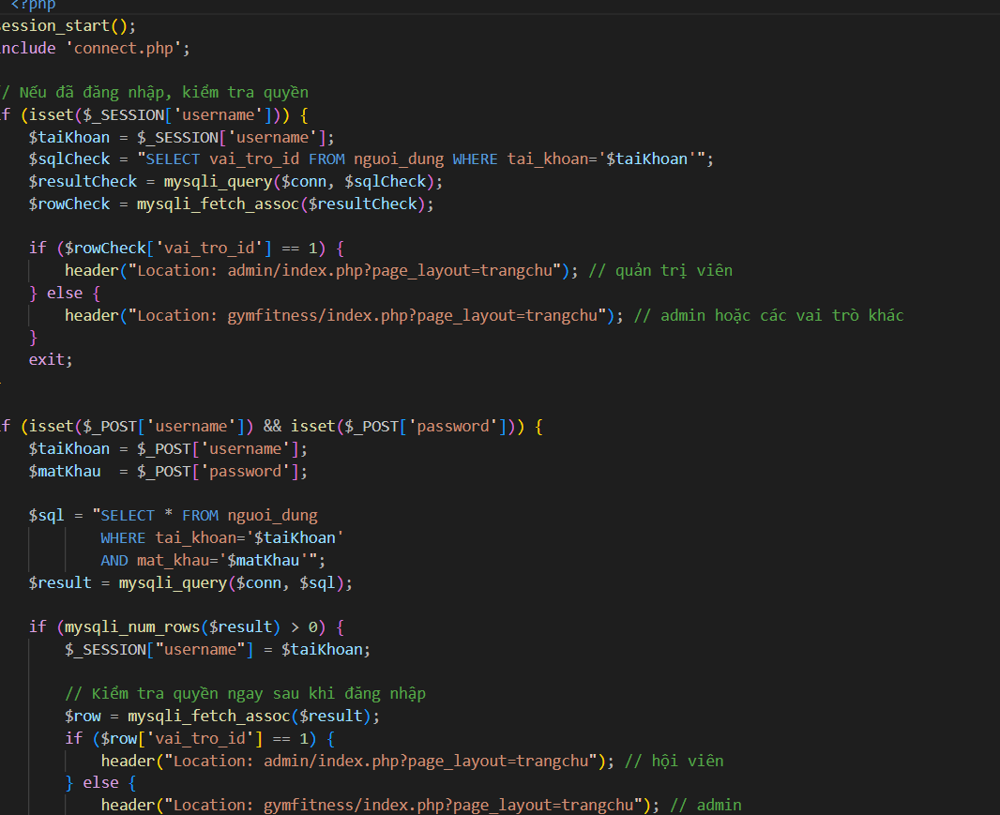 <?php
ession_start();
nclude 'connect.php';
/ Nếu đã đăng nhập, kiểm tra quyền
f (isset($_SESSION['username'])) {
$taiKhoan = $_SESSION['username'];
$sqlCheck = "SELECT vai_tro_id FROM nguoi_dung WHERE tai_khoan='$taiKhoan'";
$resultCheck = mysqli_query($conn, $sqlCheck);
$rowCheck = mysqli_fetch_assoc($resultCheck);
if ($rowCheck['vai_tro_id'] == 1) {
header("Location: admin/index.php?page_layout=trangchu"); // quản trị viên
} else {
header("Location: gymfitness/index.php?page_layout=trangchu"); // admin hoặc các vai trò khác
}
exit;
f (isset($_POST['username']) && isset($_POST['password'])) {
$taiKhoan = $_POST['username'];
$matKhau  = $_POST['password'];
$sql = "SELECT * FROM nguoi_dung
WHERE tai_khoan='$taiKhoan'
AND mat_khau='$matKhau'";
$result = mysqli_query($conn, $sql);
if (mysqli_num_rows($result) > 0) {
$_SESSION["username"] = $taiKhoan;
// Kiểm tra quyền ngay sau khi đăng nhập
$row = mysqli_fetch_assoc($result);
if ($row['vai_tro_id'] == 1) {
header("Location: admin/index.php?page_layout=trangchu"); // hội viên
} else {
header("Location: gymfitness/index.php?page_layout=trangchu"); // admin